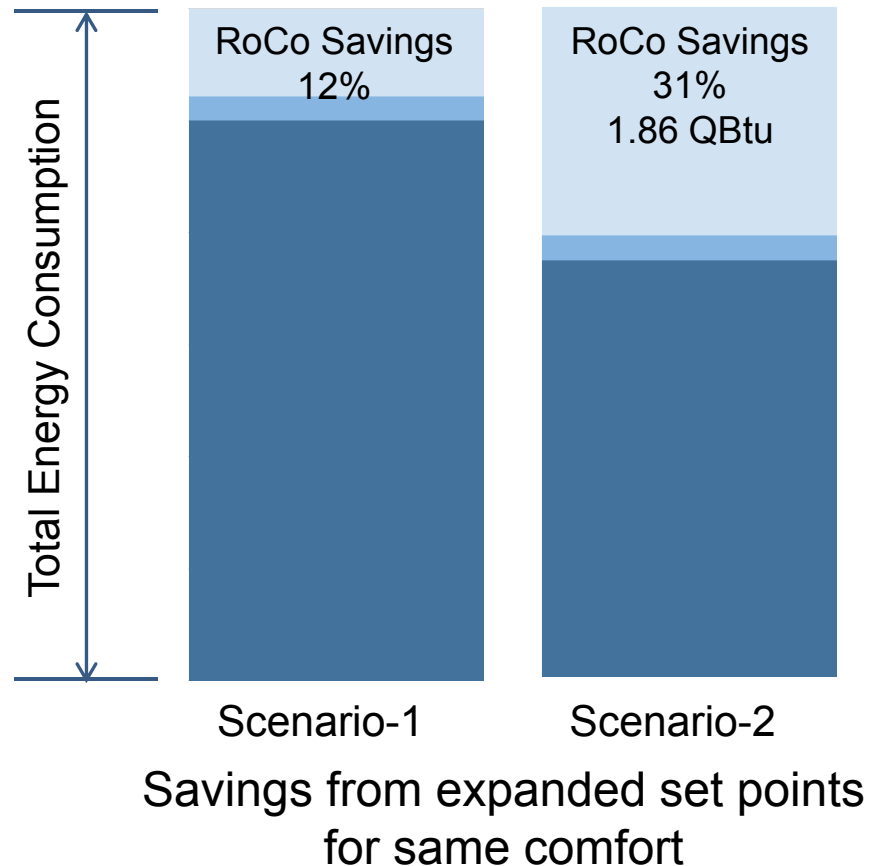 Total Energy Consumption
RoCo Savings
12%
RoCo Savings
31%
1.86 QBtu
Scenario-1
Scenario-2
Savings from expanded set points
for same comfort